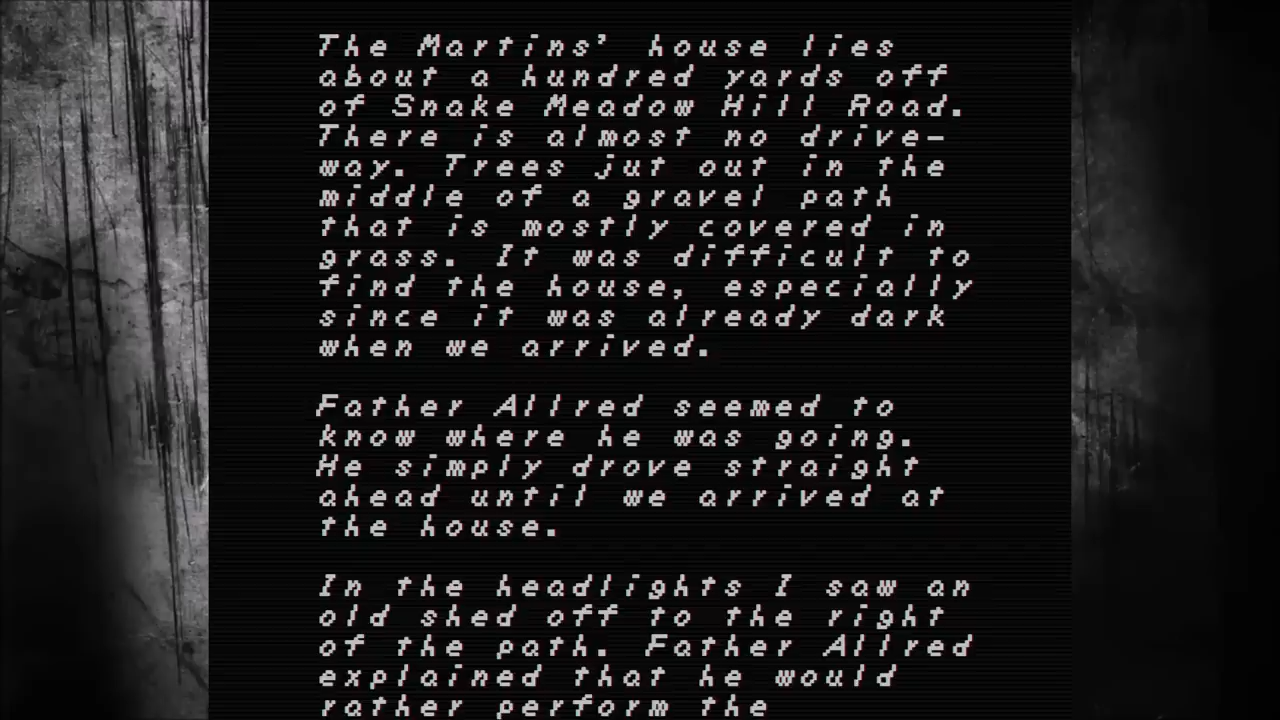 The Martins' house lies
about a hundred yards off
of Snake Meadow Hill Road.
There is almost no drive-
way. Trees jut out in the
middle of a gravel path
that is mostly covered in
grass. It was difficult to
find the house, especially
since it was already dark
when we arrived.
Father Allred seemed to
know where he was going.
He simply drove straight
ahead until we arrived at
the house.
In the headlights I saw an
old shed off to the right
of the path. Father Allred
explained that he would
rather perform the